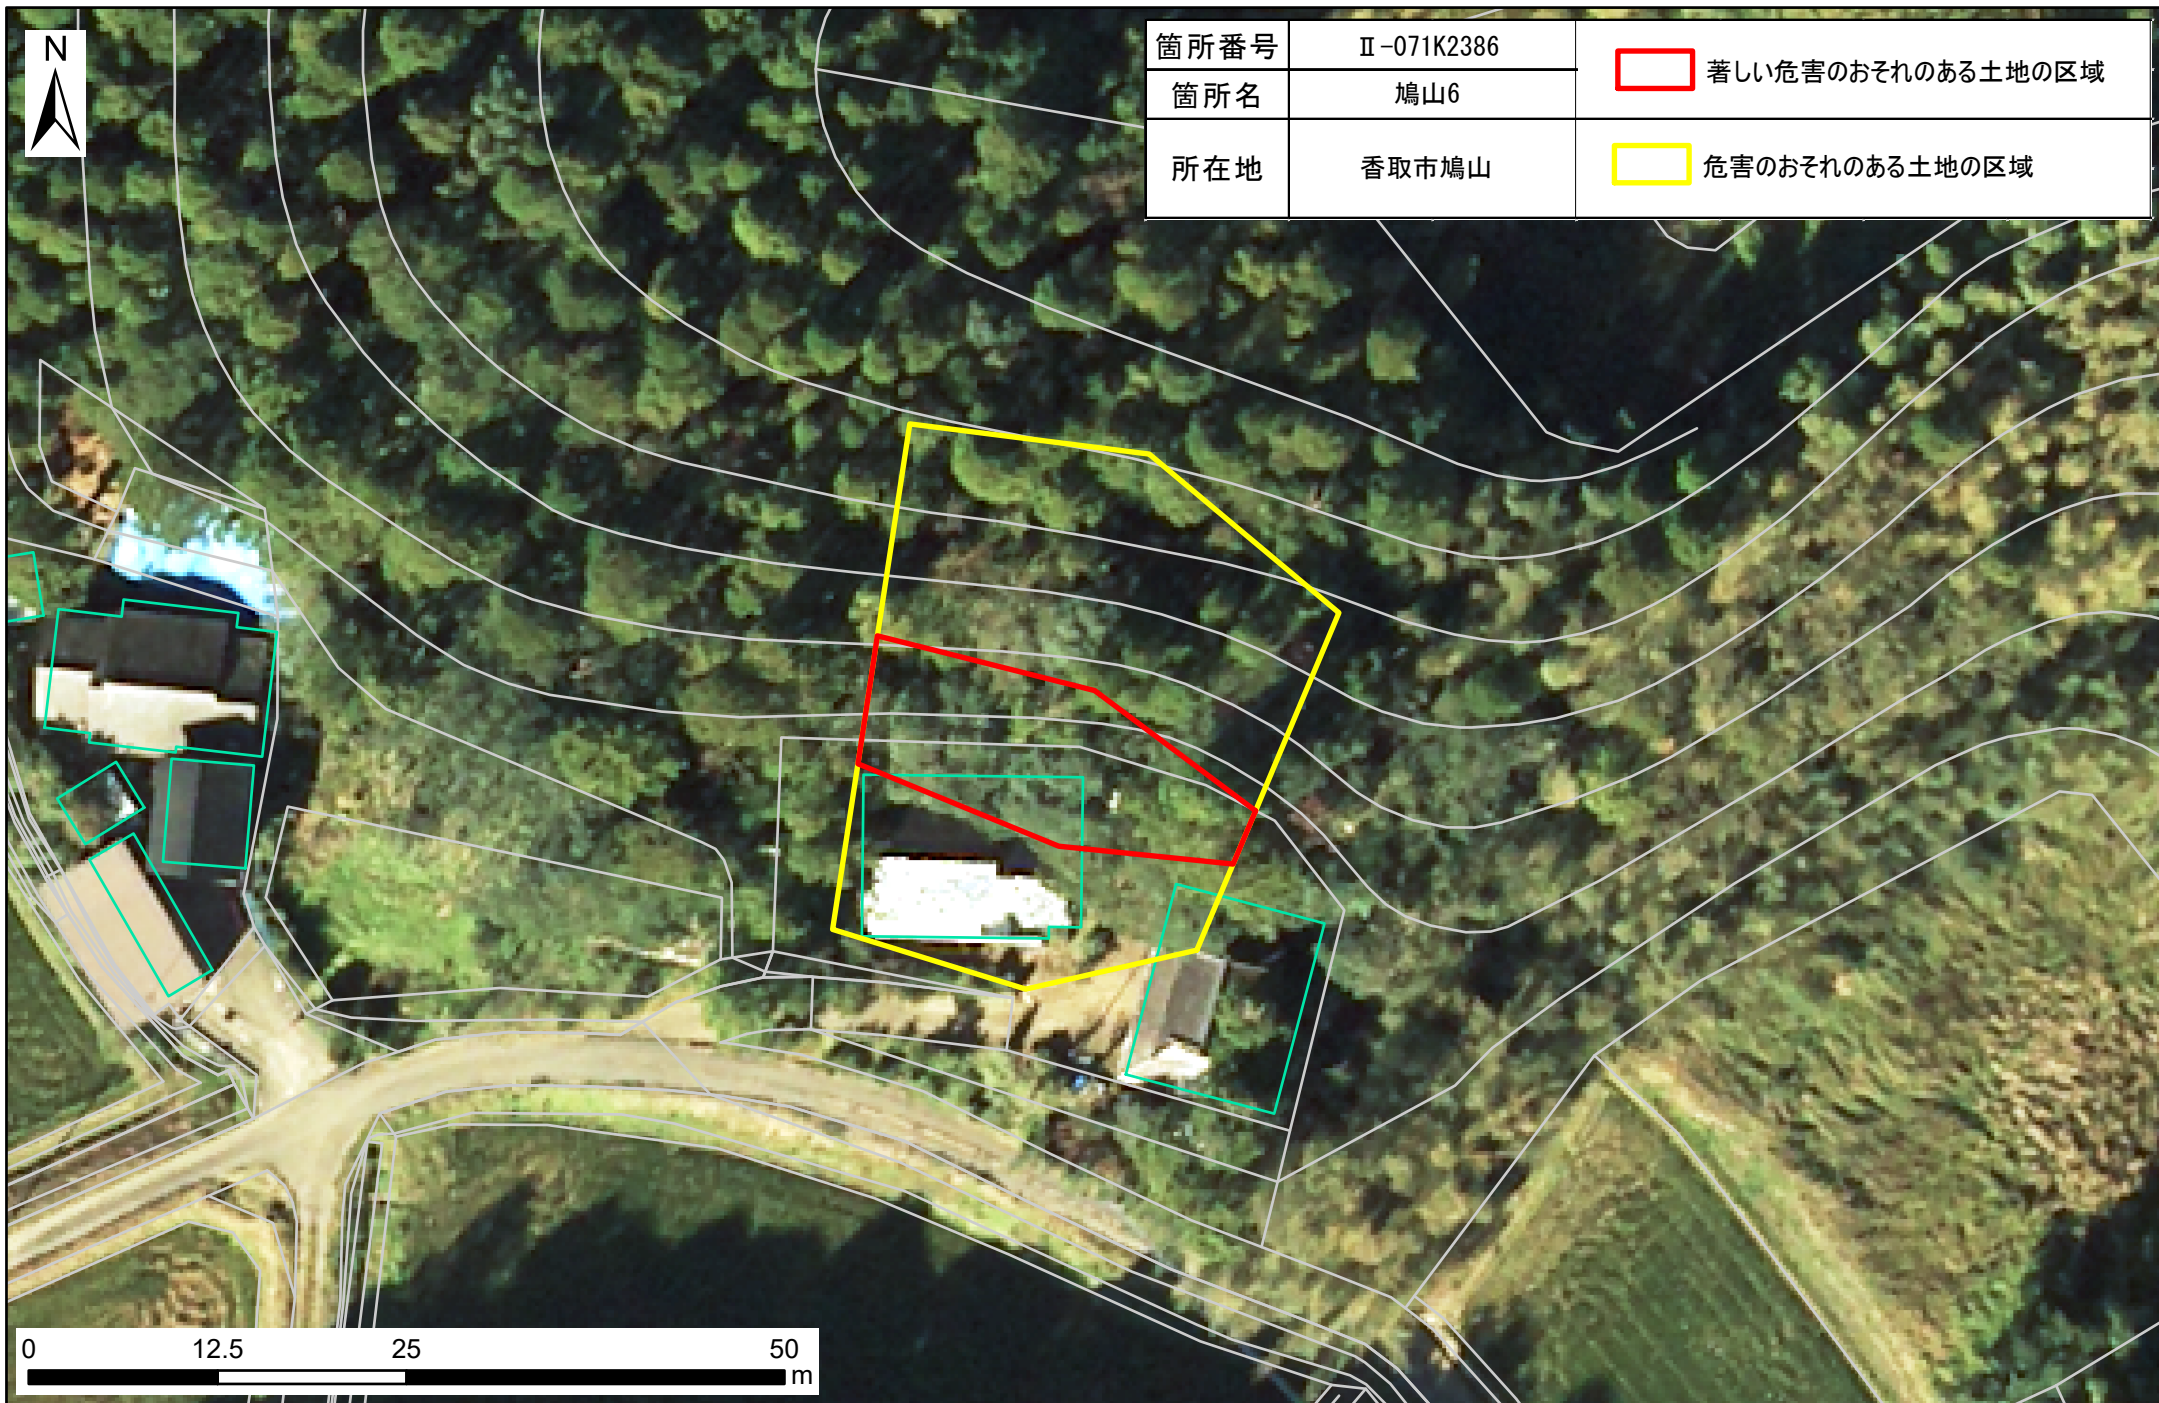 N
箇所番号 Ⅱ-071K2386
箇所名 鳩山6
所在地 香取市鳩山
著しい危害のおそれのある土地の区域
危害のおそれのある土地の区域
0 12.5 25 50
m